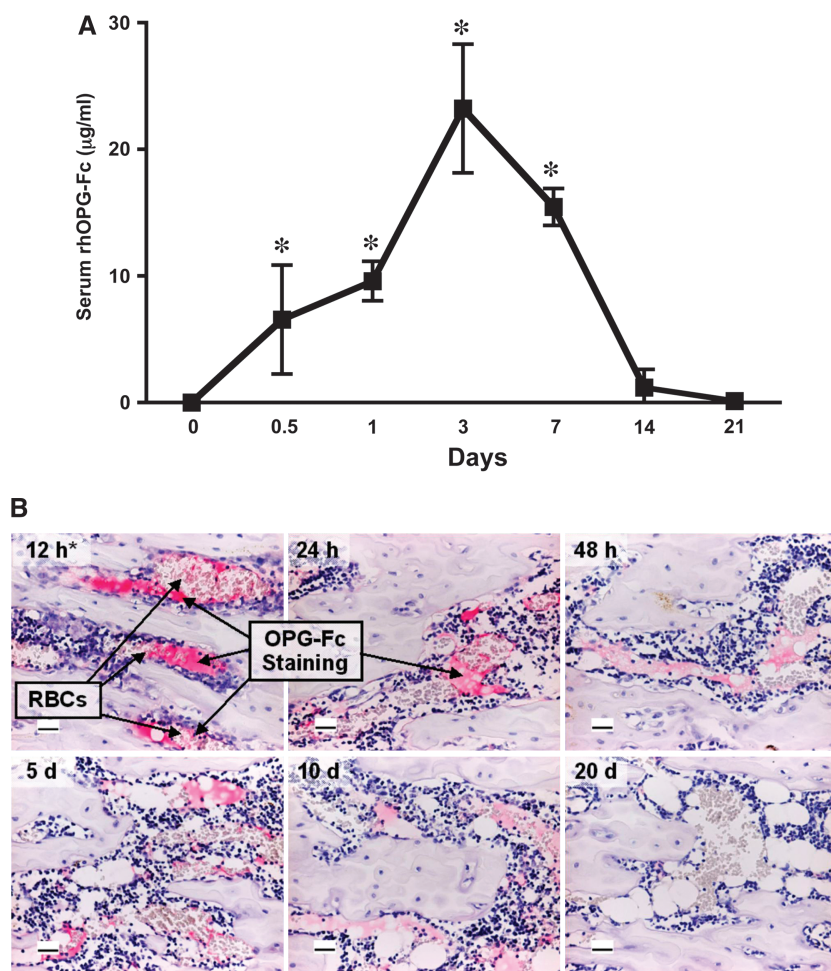 A
30
20
10
0
Serum rhOPG-Fc (µg/ml)
*
*
*
*
*
0
0.5
1
3
7
14
21
Days
B
12 h*
24 h
48 h
OPG-Fc
Staining
RBCs
5 d
10 d
20 d